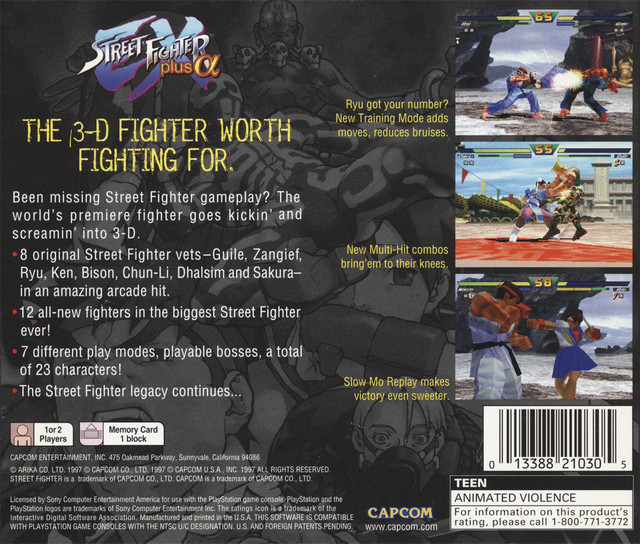 STREET FIGHTER
EX
plus α
THE 3-D FIGHTER WORTH
FIGHTING FOR.
Been missing Street Fighter gameplay? The
world's premiere fighter goes kickin' and
screamin' into 3-D.
• 8 original Street Fighter vets–Guile, Zangief,
Ryu, Ken, Bison, Chun-Li, Dhalsim and Sakura–
in an amazing arcade hit.
• 12 all-new fighters in the biggest Street Fighter
ever!
• 7 different play modes, playable bosses, a total
of 23 characters!
• The Street Fighter legacy continues...
Ryu got your number?
New Training Mode adds
moves, reduces bruises.
65
New Multi-Hit combos
bring'em to their knees.
55
Slow Mo Replay makes
victory even sweeter.
58
1 or 2
Players
Memory Card
1 block
CAPCOM ENTERTAINMENT, INC. 475 Oakmead Parkway, Sunnyvale, California 94086
© ARIKA CO. LTD. 1997 © CAPCOM CO., LTD. 1997 © CAPCOM U.S.A., INC. 1997 ALL RIGHTS RESERVED.
STREET FIGHTER is a trademark of CAPCOM CO., LTD. CAPCOM is a trademark of CAPCOM CO., LTD.
Licensed by Sony Computer Entertainment America for use with the PlayStation game console. PlayStation and the
PlayStation logos are trademarks of Sony Computer Entertainment Inc. The ratings icon is a trademark of the
Interactive Digital Software Association. Manufactured and printed in the U.S.A. THIS SOFTWARE IS COMPATIBLE
WITH PLAYSTATION GAME CONSOLES WITH THE NTSC U/C DESIGNATION. U.S. AND FOREIGN PATENTS PENDING.
CAPCOM
www.capcom.com
0 13388 21030 5
TEEN
ANIMATED VIOLENCE
For information on this product's
rating, please call 1-800-771-3772